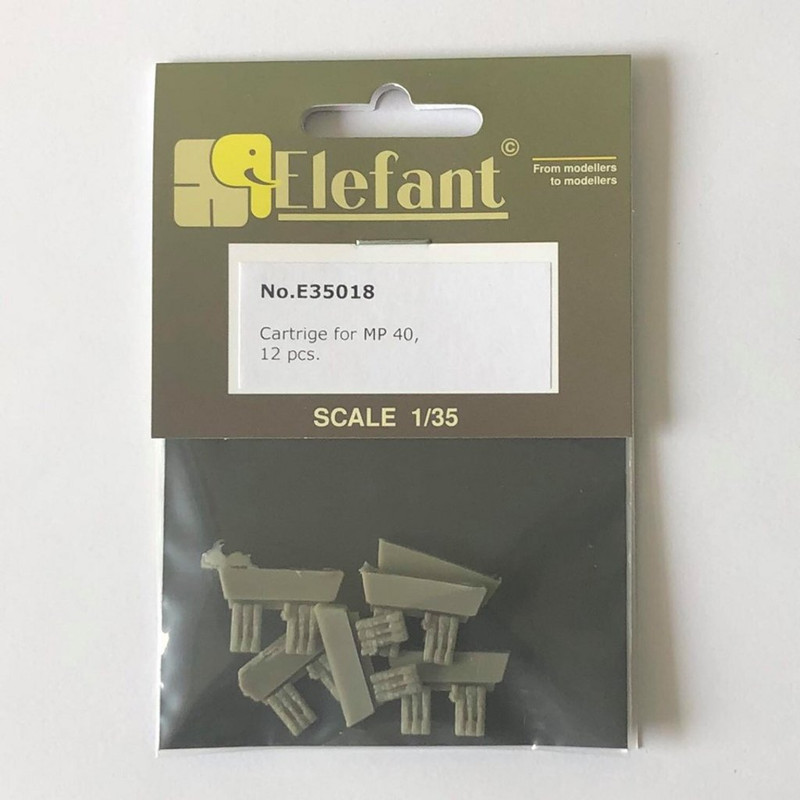 Elefant©
From modellers
to modellers
No.E35018
Cartrige for MP 40,
12 pcs.
SCALE 1/35